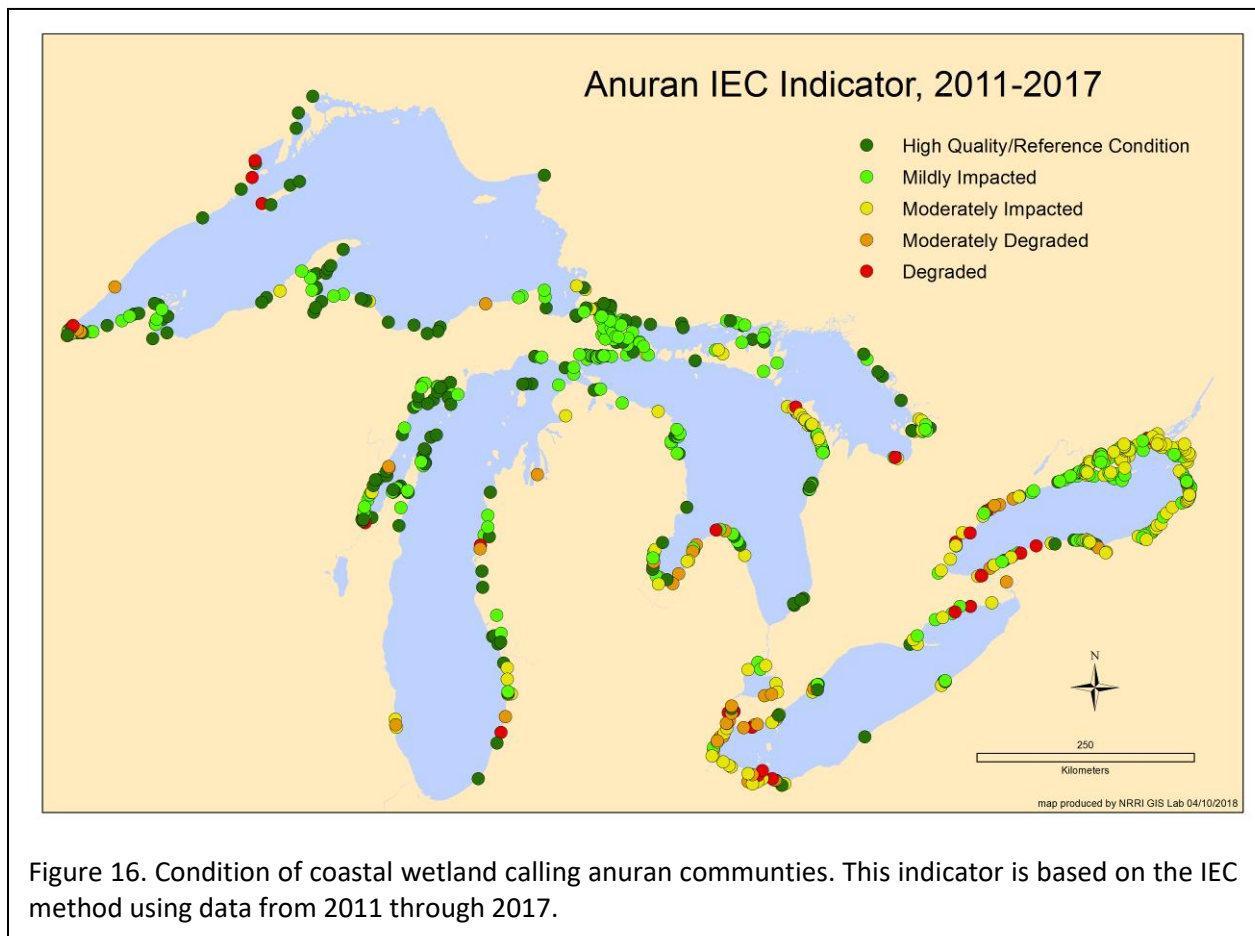 Anuran IEC Indicator, 2011-2017
High Quality/Reference Condition
Mildly Impacted
Moderately Impacted
Moderately Degraded
Degraded
N
250
Kilometers
map produced by NRRI GIS Lab 04/10/2018
Figure 16. Condition of coastal wetland calling anuran communties. This indicator is based on the IEC
method using data from 2011 through 2017.